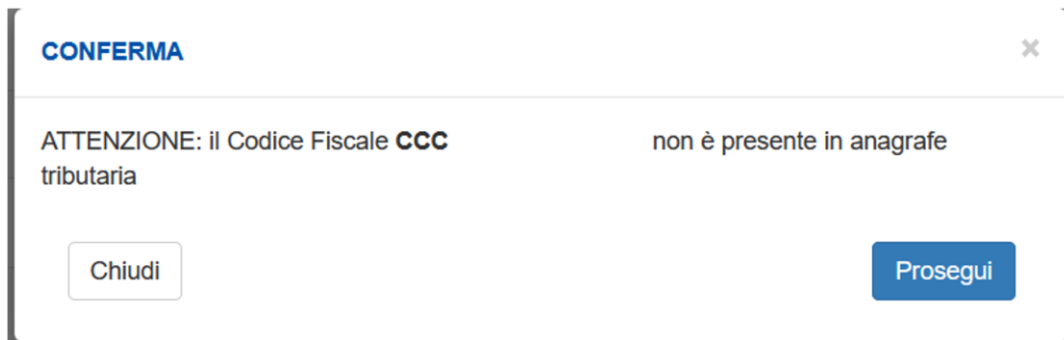 CONFERMA ×
ATTENZIONE: il Codice Fiscale CCC non è presente in anagrafe
tributaria
Chiudi Prosegui